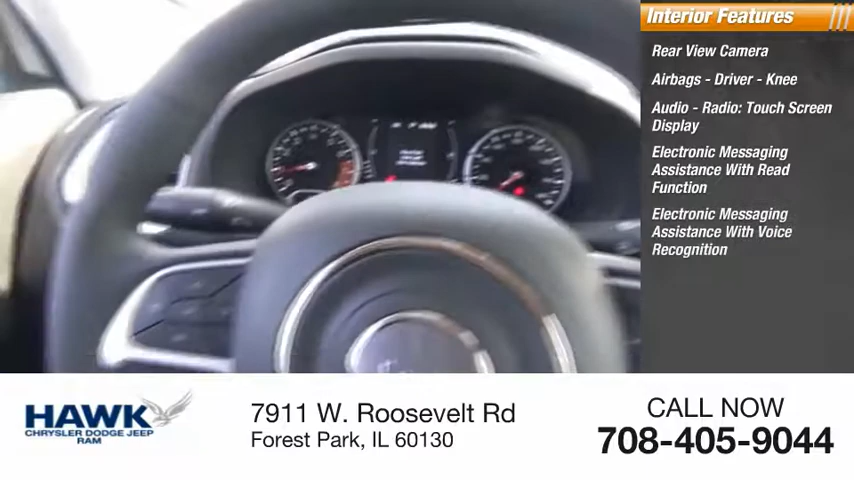 Interior Features
Rear View Camera
Airbags - Driver - Knee
Audio - Radio: Touch Screen
Display
Electronic Messaging
Assistance With Read
Function
Electronic Messaging
Assistance With Voice
Recognition
HAWK
CHRYSLER DODGE JEEP
RAM
7911 W. Roosevelt Rd
Forest Park, IL 60130
CALL NOW
708-405-9044